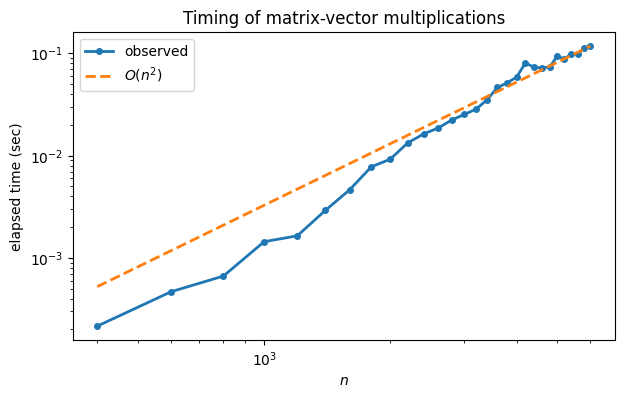 Timing of matrix-vector multiplications
observed
O(n²)
elapsed time (sec)
10⁻¹
10⁻²
10⁻³
10³
n